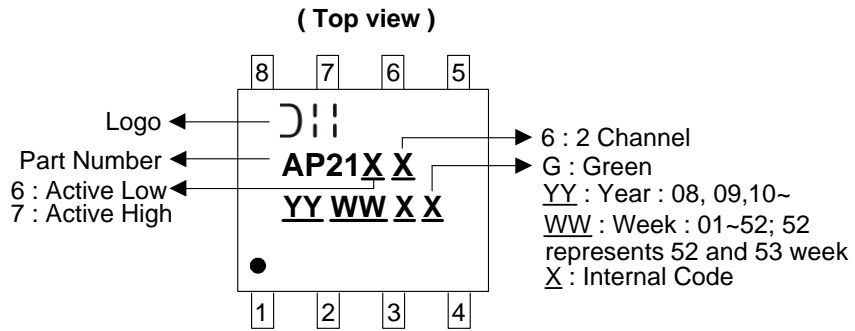 ( Top view )
8 7 6 5
Logo
Part Number
6 : Active Low
7 : Active High
AP21X X
YY WW X X
6 : 2 Channel
G : Green
YY : Year : 08, 09,10~
WW : Week : 01~52; 52
represents 52 and 53 week
X : Internal Code
1 2 3 4